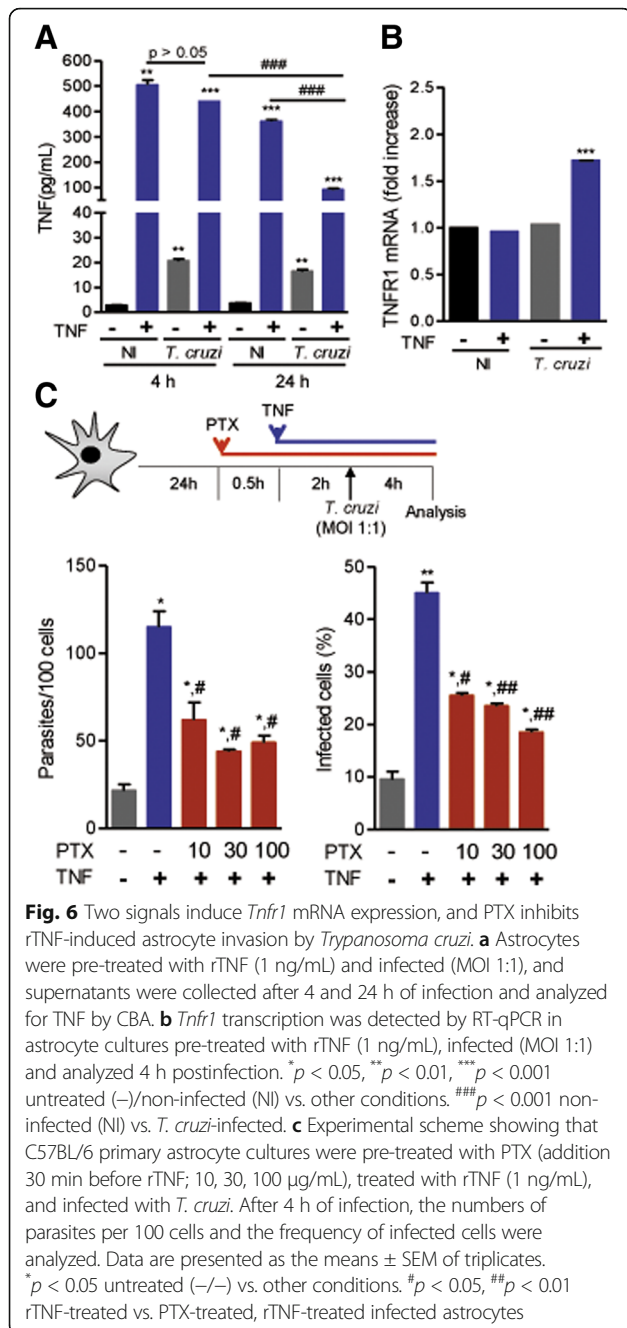 A
TNF(pg/mL)
600
500
400
300
200
100
40
30
20
10
0
p > 0.05
###
###
**
***
**
***
**
***
TNF - + - + - + - +
NI T. cruzi NI T. cruzi
4 h 24 h
B
TNFR1 mRNA (fold increase)
2.5
2.0
1.5
1.0
0.5
0.0
***
TNF - + - +
NI T. cruzi
C
PTX TNF
24h 0.5h 2h 4h
T. cruzi
(MOI 1:1)
Analysis
Parasites/100 cells
150
100
50
0
*
*,#
*,#
*,#
PTX - - 10 30 100
TNF - + + + +
Infected cells (%)
50
40
30
20
10
0
**
*,#
*,##
*,##
PTX - - 10 30 100
TNF - + + + +
Fig. 6 Two signals induce Tnfr1 mRNA expression, and PTX inhibits
rTNF-induced astrocyte invasion by Trypanosoma cruzi. a Astrocytes
were pre-treated with rTNF (1 ng/mL) and infected (MOI 1:1), and
supernatants were collected after 4 and 24 h of infection and analyzed
for TNF by CBA. b Tnfr1 transcription was detected by RT-qPCR in
astrocyte cultures pre-treated with rTNF (1 ng/mL), infected (MOI 1:1)
and analyzed 4 h postinfection. *p < 0.05, **p < 0.01, ***p < 0.001
untreated (−)/non-infected (NI) vs. other conditions. ###p < 0.001 non-
infected (NI) vs. T. cruzi-infected. c Experimental scheme showing that
C57BL/6 primary astrocyte cultures were pre-treated with PTX (addition
30 min before rTNF; 10, 30, 100 μg/mL), treated with rTNF (1 ng/mL),
and infected with T. cruzi. After 4 h of infection, the numbers of
parasites per 100 cells and the frequency of infected cells were
analyzed. Data are presented as the means ± SEM of triplicates.
*p < 0.05 untreated (−/−) vs. other conditions. #p < 0.05, ##p < 0.01
rTNF-treated vs. PTX-treated, rTNF-treated infected astrocytes